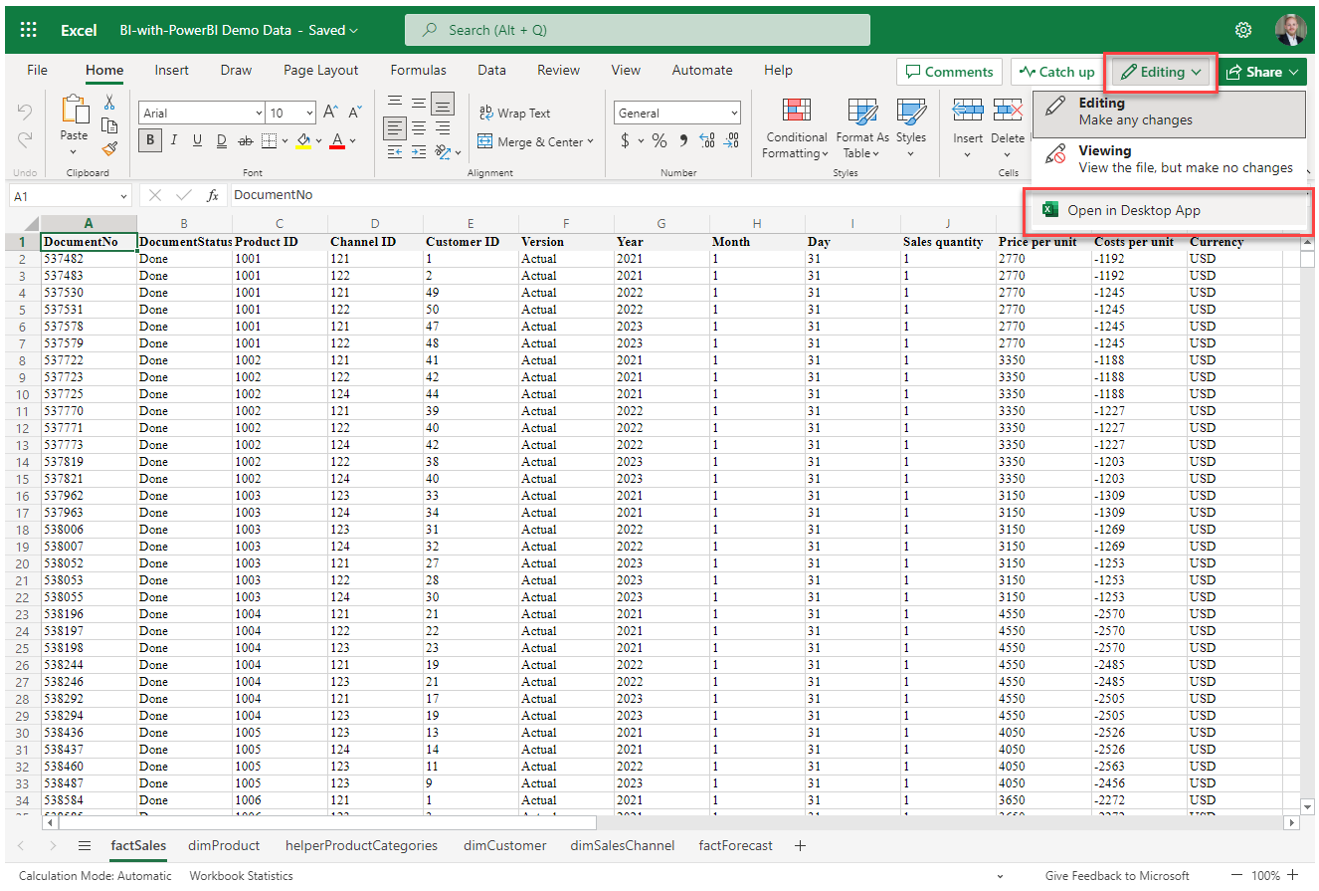 Excel BI-with-PowerBI Demo Data - Saved Search (Alt + Q)
File Home Insert Draw Page Layout Formulas Data Review View Automate Help Comments Catch up Editing Share
Editing
Make any changes
Viewing
View the file, but make no changes
Open in Desktop App
Paste Arial 10 Wrap Text General Conditional Formatting Format As Table Styles Insert Delete
B I U D ab Merge & Center $ % 9
Undo Clipboard Font Alignment Number Styles Cells
A1 fx DocumentNo
A B C D E F G H I J
1 DocumentNo DocumentStatus Product ID Channel ID Customer ID Version Year Month Day Sales quantity Price per unit Costs per unit Currency
2 537482 Done 1001 121 1 Actual 2021 1 31 1 2770 -1192 USD
3 537483 Done 1001 122 2 Actual 2021 1 31 1 2770 -1192 USD
4 537530 Done 1001 121 49 Actual 2022 1 31 1 2770 -1245 USD
5 537531 Done 1001 122 50 Actual 2022 1 31 1 2770 -1245 USD
6 537578 Done 1001 121 47 Actual 2023 1 31 1 2770 -1245 USD
7 537579 Done 1001 122 48 Actual 2023 1 31 1 2770 -1245 USD
8 537722 Done 1002 121 41 Actual 2021 1 31 1 3350 -1188 USD
9 537723 Done 1002 122 42 Actual 2021 1 31 1 3350 -1188 USD
10 537725 Done 1002 124 44 Actual 2021 1 31 1 3350 -1188 USD
11 537770 Done 1002 121 39 Actual 2022 1 31 1 3350 -1227 USD
12 537771 Done 1002 122 40 Actual 2022 1 31 1 3350 -1227 USD
13 537773 Done 1002 124 42 Actual 2022 1 31 1 3350 -1227 USD
14 537819 Done 1002 122 38 Actual 2023 1 31 1 3350 -1203 USD
15 537821 Done 1002 124 40 Actual 2023 1 31 1 3350 -1203 USD
16 537962 Done 1003 123 33 Actual 2021 1 31 1 3150 -1309 USD
17 537963 Done 1003 124 34 Actual 2021 1 31 1 3150 -1309 USD
18 538006 Done 1003 123 31 Actual 2022 1 31 1 3150 -1269 USD
19 538007 Done 1003 124 32 Actual 2022 1 31 1 3150 -1269 USD
20 538052 Done 1003 121 27 Actual 2023 1 31 1 3150 -1253 USD
21 538053 Done 1003 122 28 Actual 2023 1 31 1 3150 -1253 USD
22 538055 Done 1003 124 30 Actual 2023 1 31 1 3150 -1253 USD
23 538196 Done 1004 121 21 Actual 2021 1 31 1 4550 -2570 USD
24 538197 Done 1004 122 22 Actual 2021 1 31 1 4550 -2570 USD
25 538198 Done 1004 123 23 Actual 2021 1 31 1 4550 -2570 USD
26 538244 Done 1004 121 19 Actual 2022 1 31 1 4550 -2485 USD
27 538246 Done 1004 123 21 Actual 2022 1 31 1 4550 -2485 USD
28 538292 Done 1004 121 17 Actual 2023 1 31 1 4550 -2505 USD
29 538294 Done 1004 123 19 Actual 2023 1 31 1 4550 -2505 USD
30 538436 Done 1005 123 13 Actual 2021 1 31 1 4050 -2526 USD
31 538437 Done 1005 124 14 Actual 2021 1 31 1 4050 -2526 USD
32 538460 Done 1005 123 11 Actual 2022 1 31 1 4050 -2563 USD
33 538487 Done 1005 123 9 Actual 2023 1 31 1 4050 -2456 USD
34 538584 Done 1006 121 1 Actual 2021 1 31 1 3650 -2272 USD
factSales dimProduct helperProductCategories dimCustomer dimSalesChannel factForecast
Calculation Mode: Automatic Workbook Statistics Give Feedback to Microsoft 100%